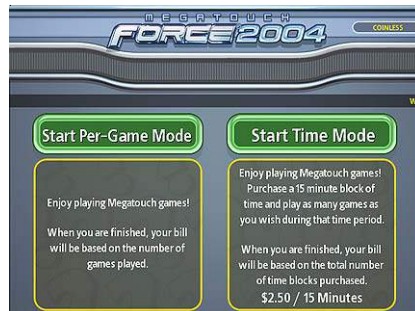 MEGATOUCH
FORCE 2004
COINLESS
W
Start Per-Game Mode
Enjoy playing Megatouch games!
When you are finished, your bill
will be based on the number of
games played.
Start Time Mode
Enjoy playing Megatouch games!
Purchase a 15 minute block of
time and play as many games as
you wish during that time period.
When you are finished, your bill
will be based on the total number
of time blocks purchased.
$2.50 / 15 Minutes